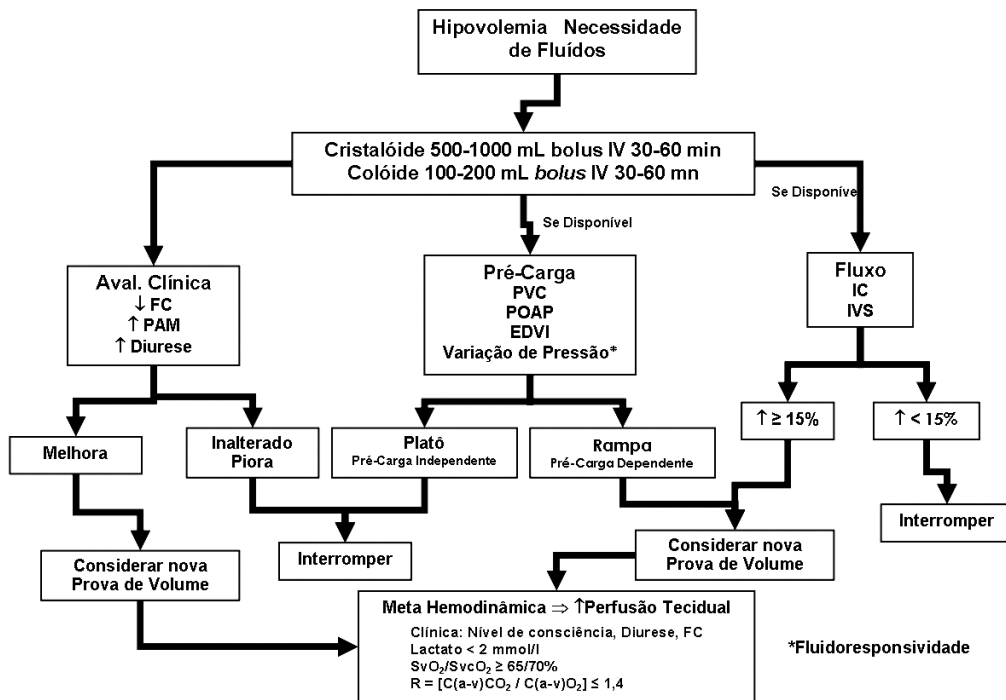 Hipovolemia Necessidade
de Fluídos
Cristalóide 500-1000 mL bolus IV 30-60 min
Colóide 100-200 mL bolus IV 30-60 mn
Se Disponível
Se Disponíve
Aval. Clínica
↓ FC
↑ PAM
↑ Diurese
Pré-Carga
PVC
POAP
EDVI
Variação de Pressão*
Fluxo
IC
IVS
Melhora
Inalterado
Piora
Platô
Pré-Carga Independente
Rampa
Pré-Carga Dependente
↑ ≥ 15%
↑ < 15%
Considerar nova
Prova de Volume
Interromper
Considerar nova
Prova de Volume
Interromper
Meta Hemodinâmica ⇒ ↑Perfusão Tecidual
Clínica: Nível de consciência, Diurese, FC
Lactato < 2 mmol/l
SvO₂/SvcO₂ ≥ 65/70%
R = [C(a-v)CO₂ / C(a-v)O₂] ≤ 1,4
*Fluidoresponsividade